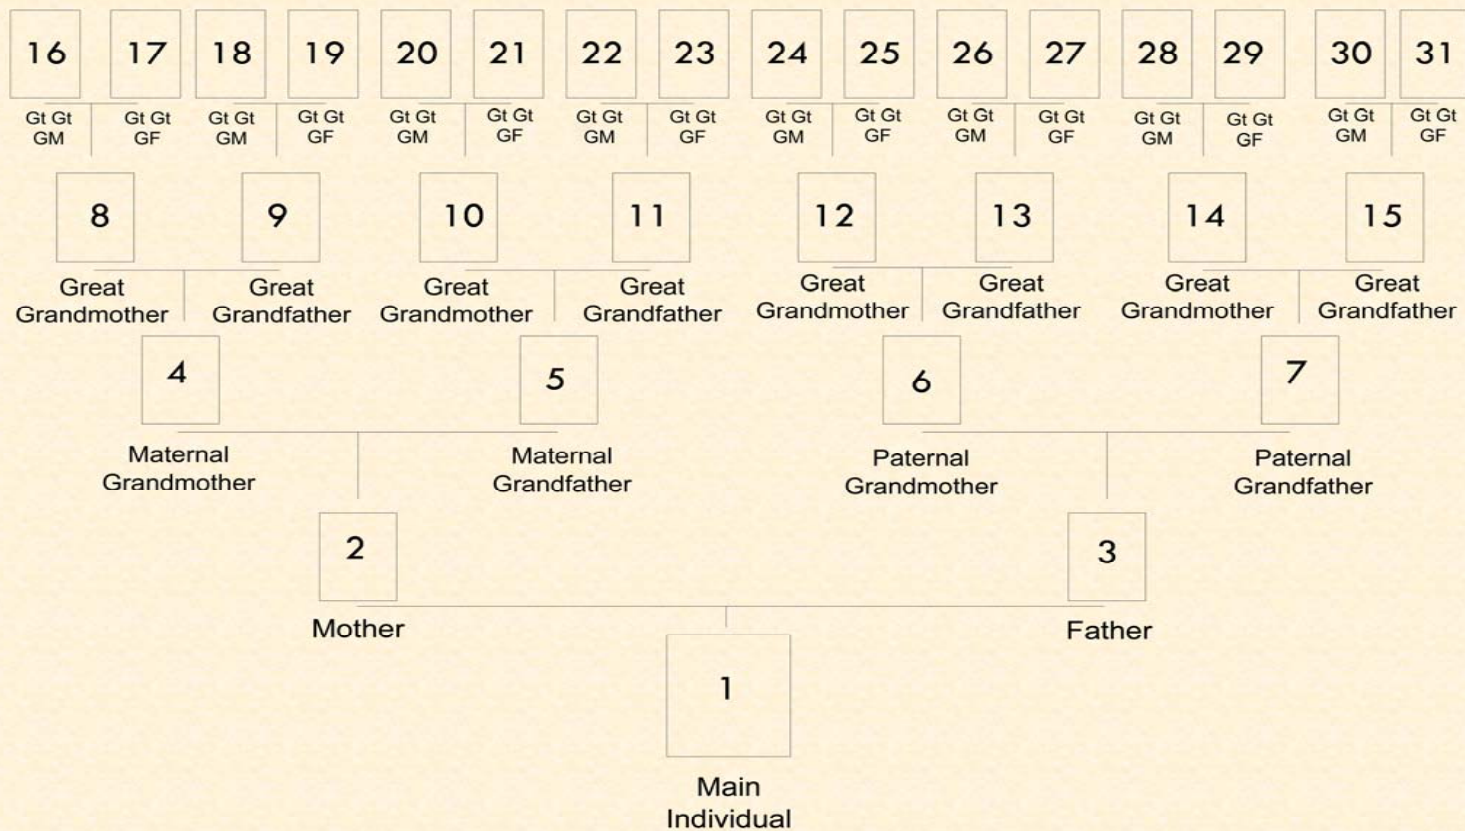 16 17 18 19 20 21 22 23 24 25 26 27 28 29 30 31
Gt Gt Gt Gt Gt Gt Gt Gt Gt Gt Gt Gt Gt Gt Gt Gt Gt Gt Gt Gt Gt Gt Gt Gt Gt Gt Gt Gt Gt Gt Gt Gt
GM GF GM GF GM GF GM GF GM GF GM GF GM GF GM GF
8 9 10 11 12 13 14 15
Great Great Great Great Great Great Great Great
Grandmother Grandfather Grandmother Grandfather Grandmother Grandfather Grandmother Grandfather
4 5 6 7
Maternal Maternal Paternal Paternal
Grandmother Grandfather Grandmother Grandfather
2 3
Mother Father
1
Main
Individual